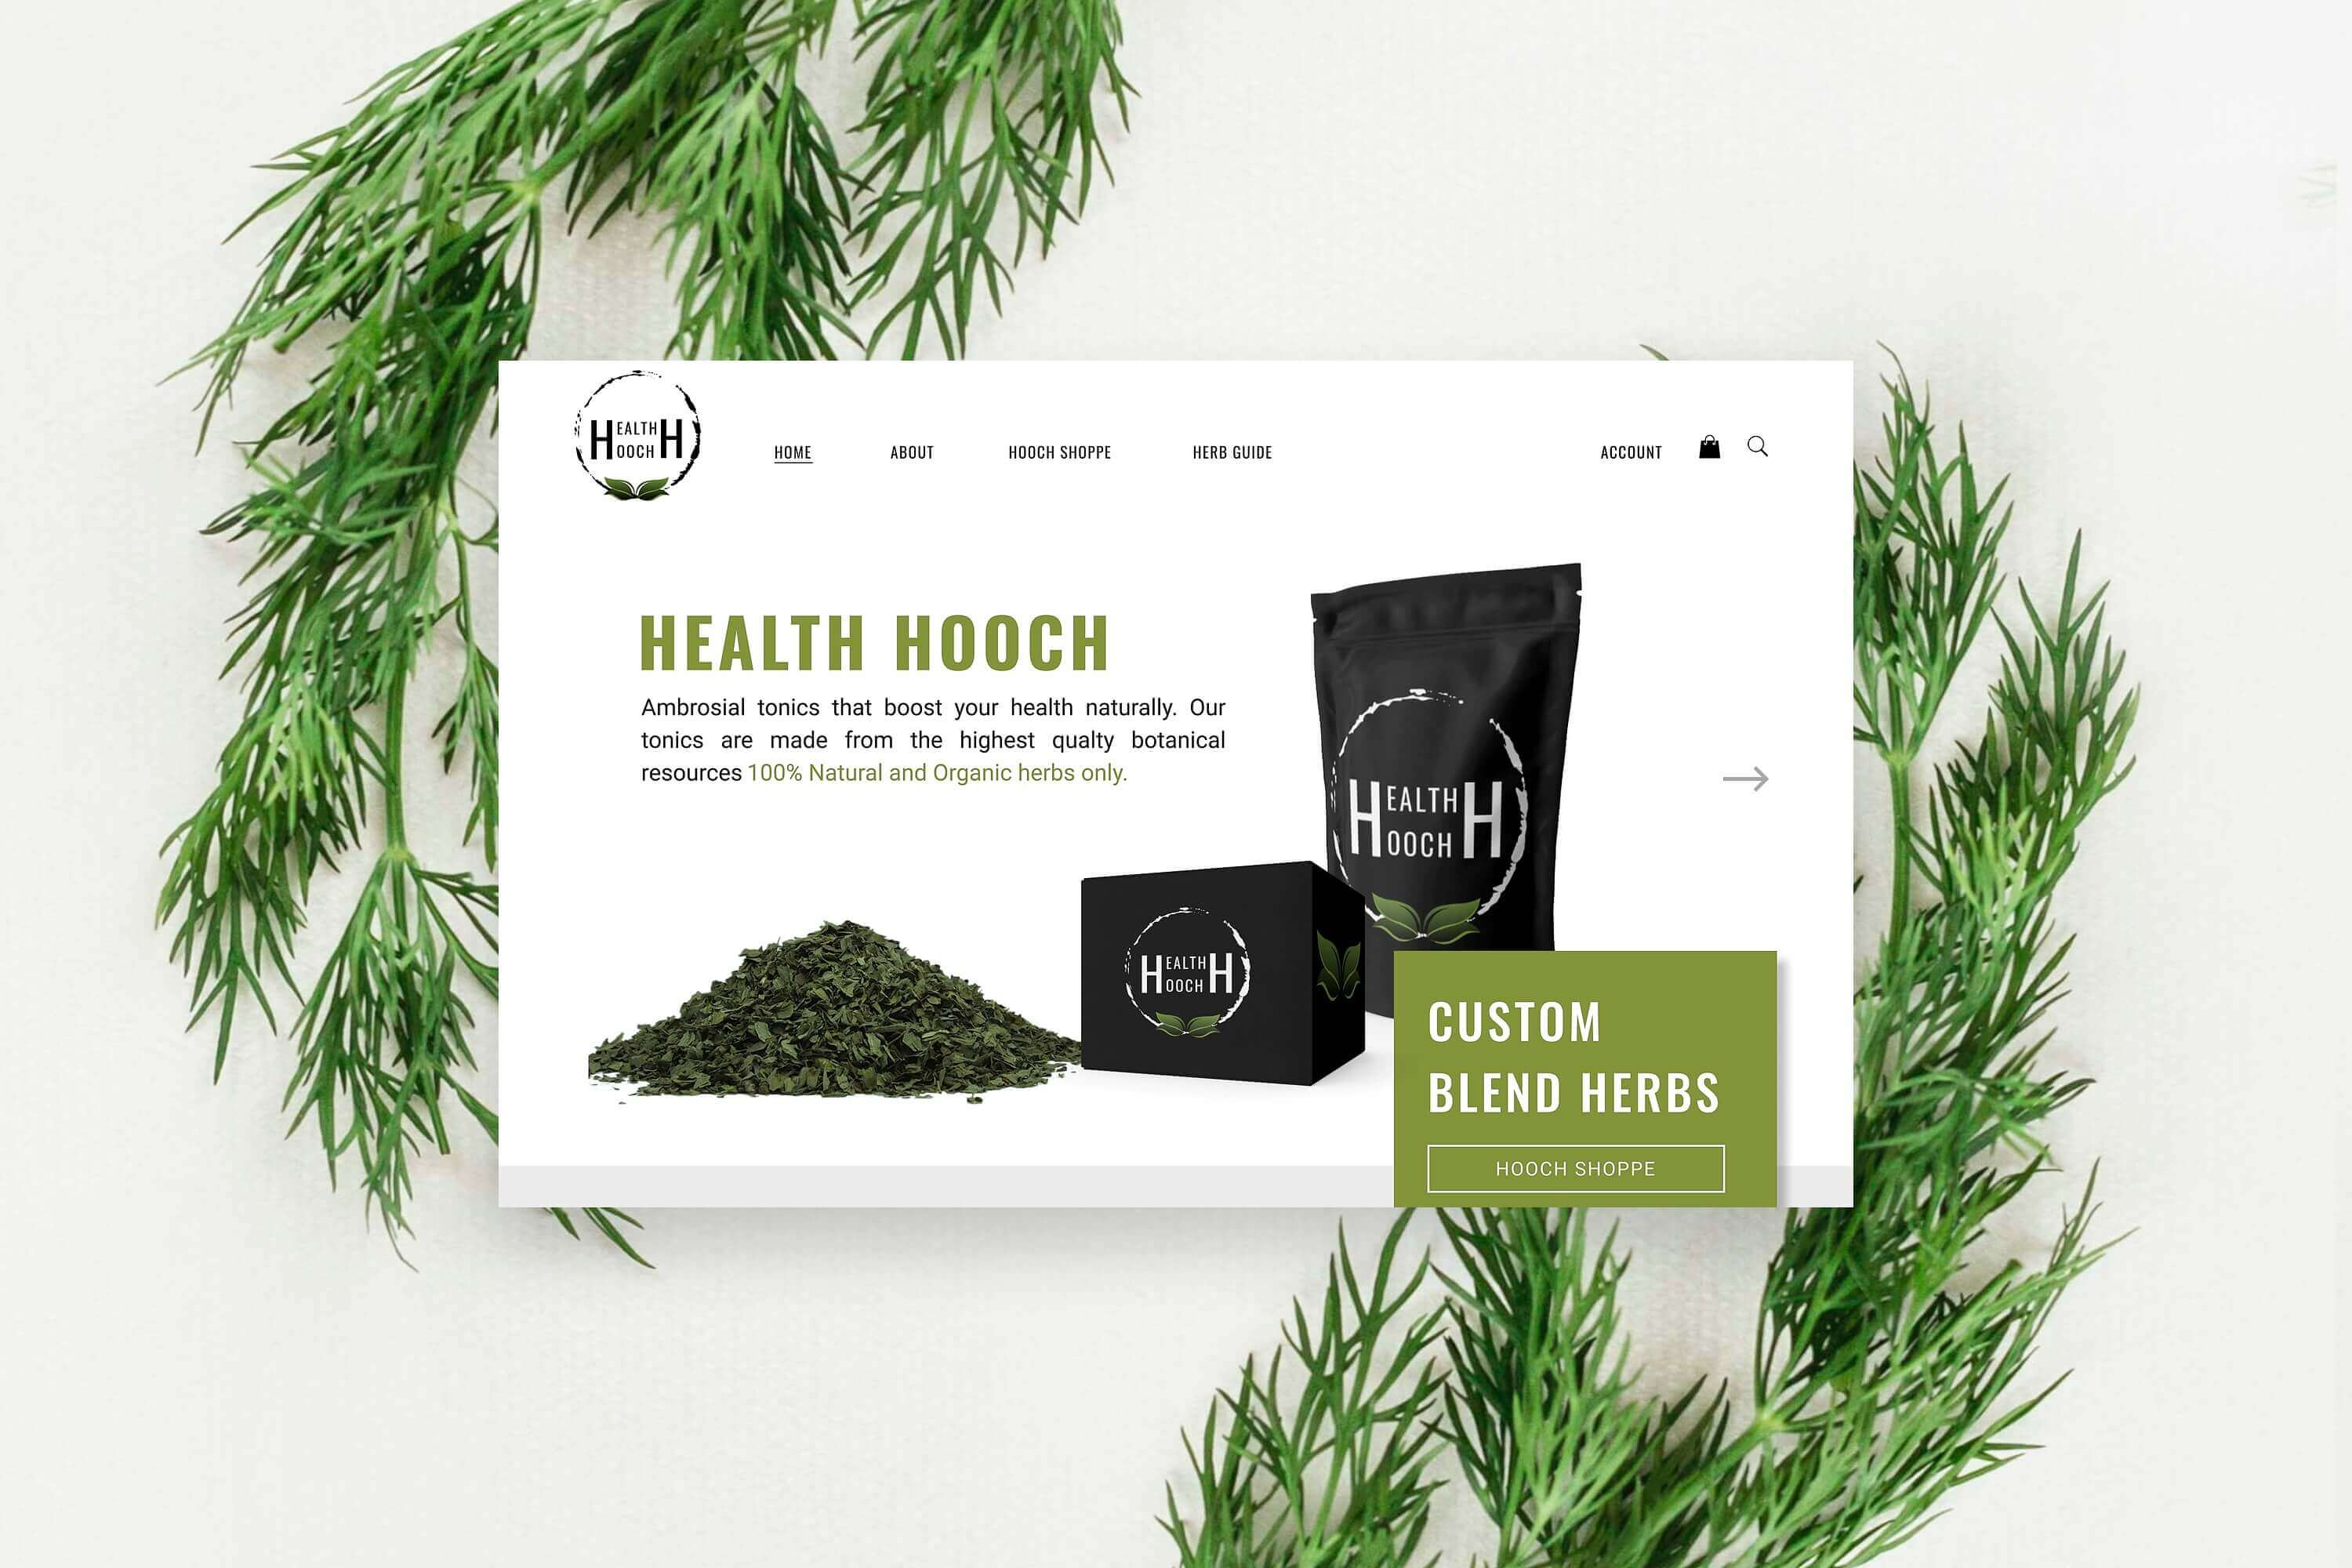 HEALTH
HOOCH
HOME
ABOUT
HOOCH SHOPPE
HERB GUIDE
ACCOUNT
HEALTH HOOCH
Ambrosial tonics that boost your health naturally. Our
tonics are made from the highest qualty botanical
resources 100% Natural and Organic herbs only.
HEALTH
HOOCH
HEALTH
HOOCH
CUSTOM
BLEND HERBS
HOOCH SHOPPE